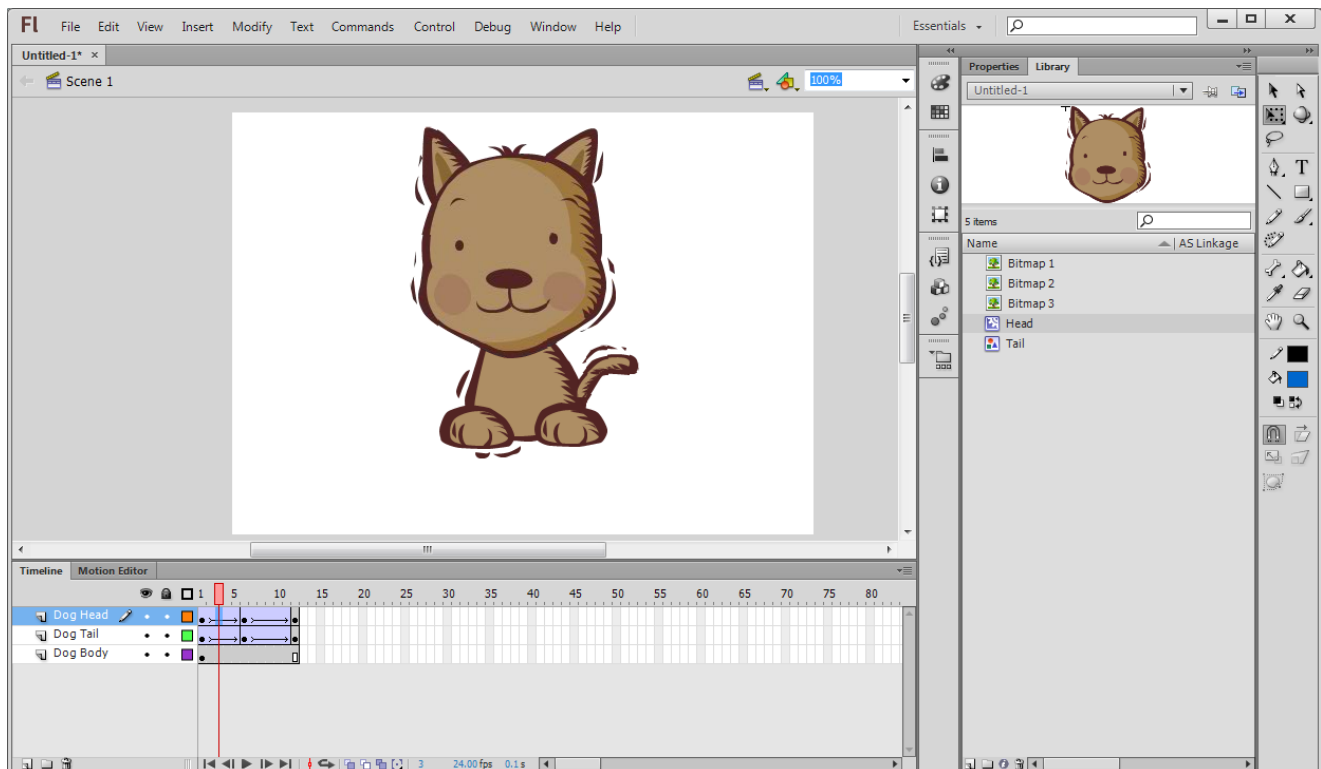 Fl File Edit View Insert Modify Text Commands Control Debug Window Help Essentials
Untitled-1* ×
Scene 1 100%
Properties Library
Untitled-1
5 items
Name AS Linkage
Bitmap 1
Bitmap 2
Bitmap 3
Head
Tail
Timeline Motion Editor
1 5 10 15 20 25 30 35 40 45 50 55 60 65 70 75 80
Dog Head
Dog Tail
Dog Body
3 24.00 fps 0.1 s